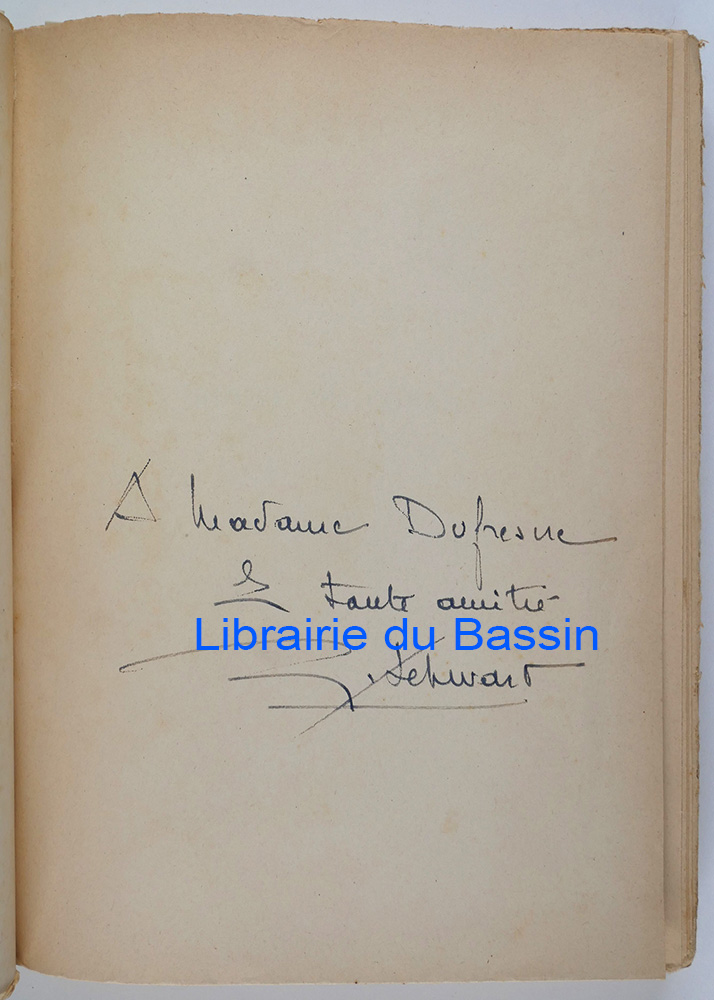 A Madame Dufresne
En toute amitié
Librairie du Bassin